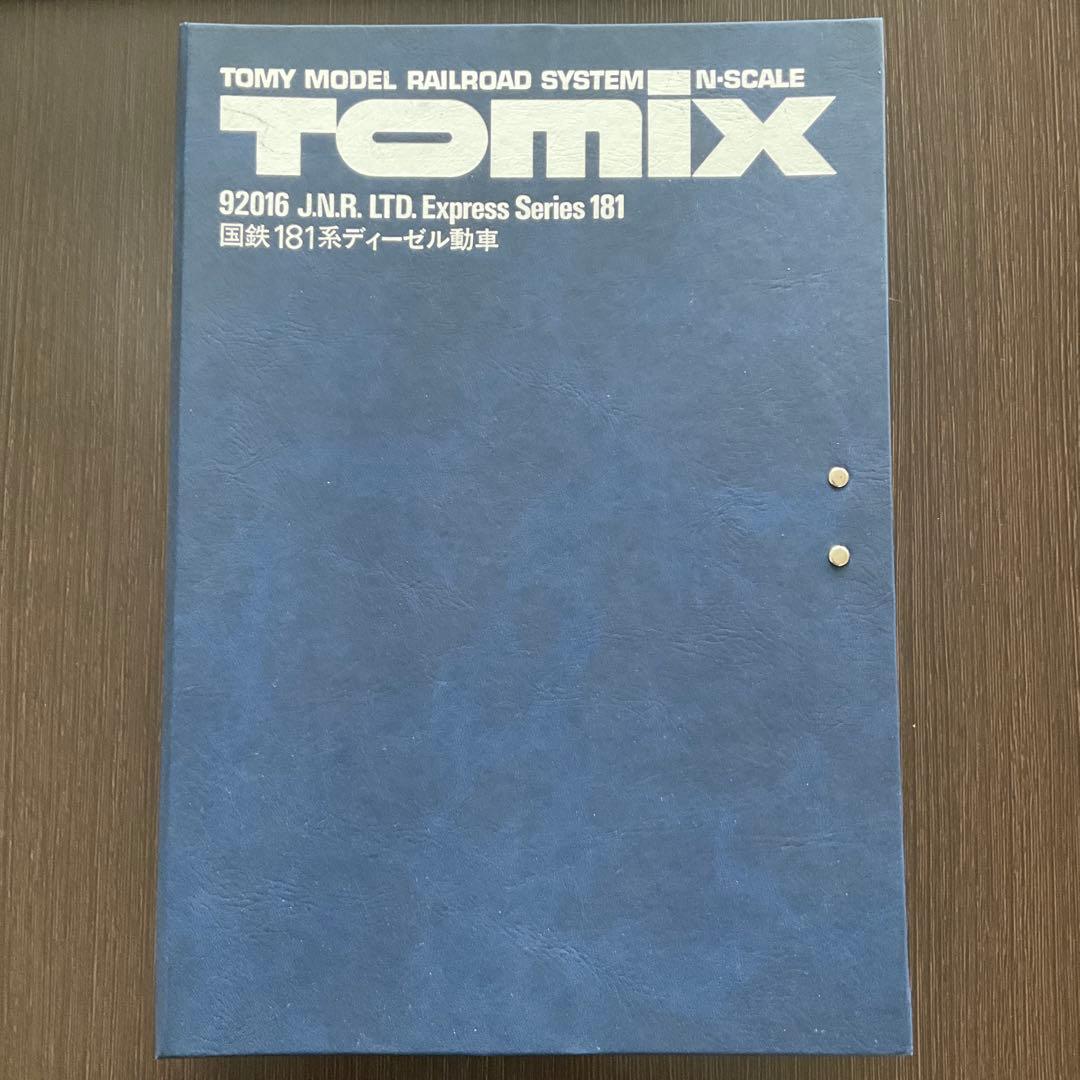 TOMY MODEL RAILROAD SYSTEM N-SCALE
TOMIX
92016 J.N.R. LTD. Express Series 181
国鉄181系ディーゼル動車